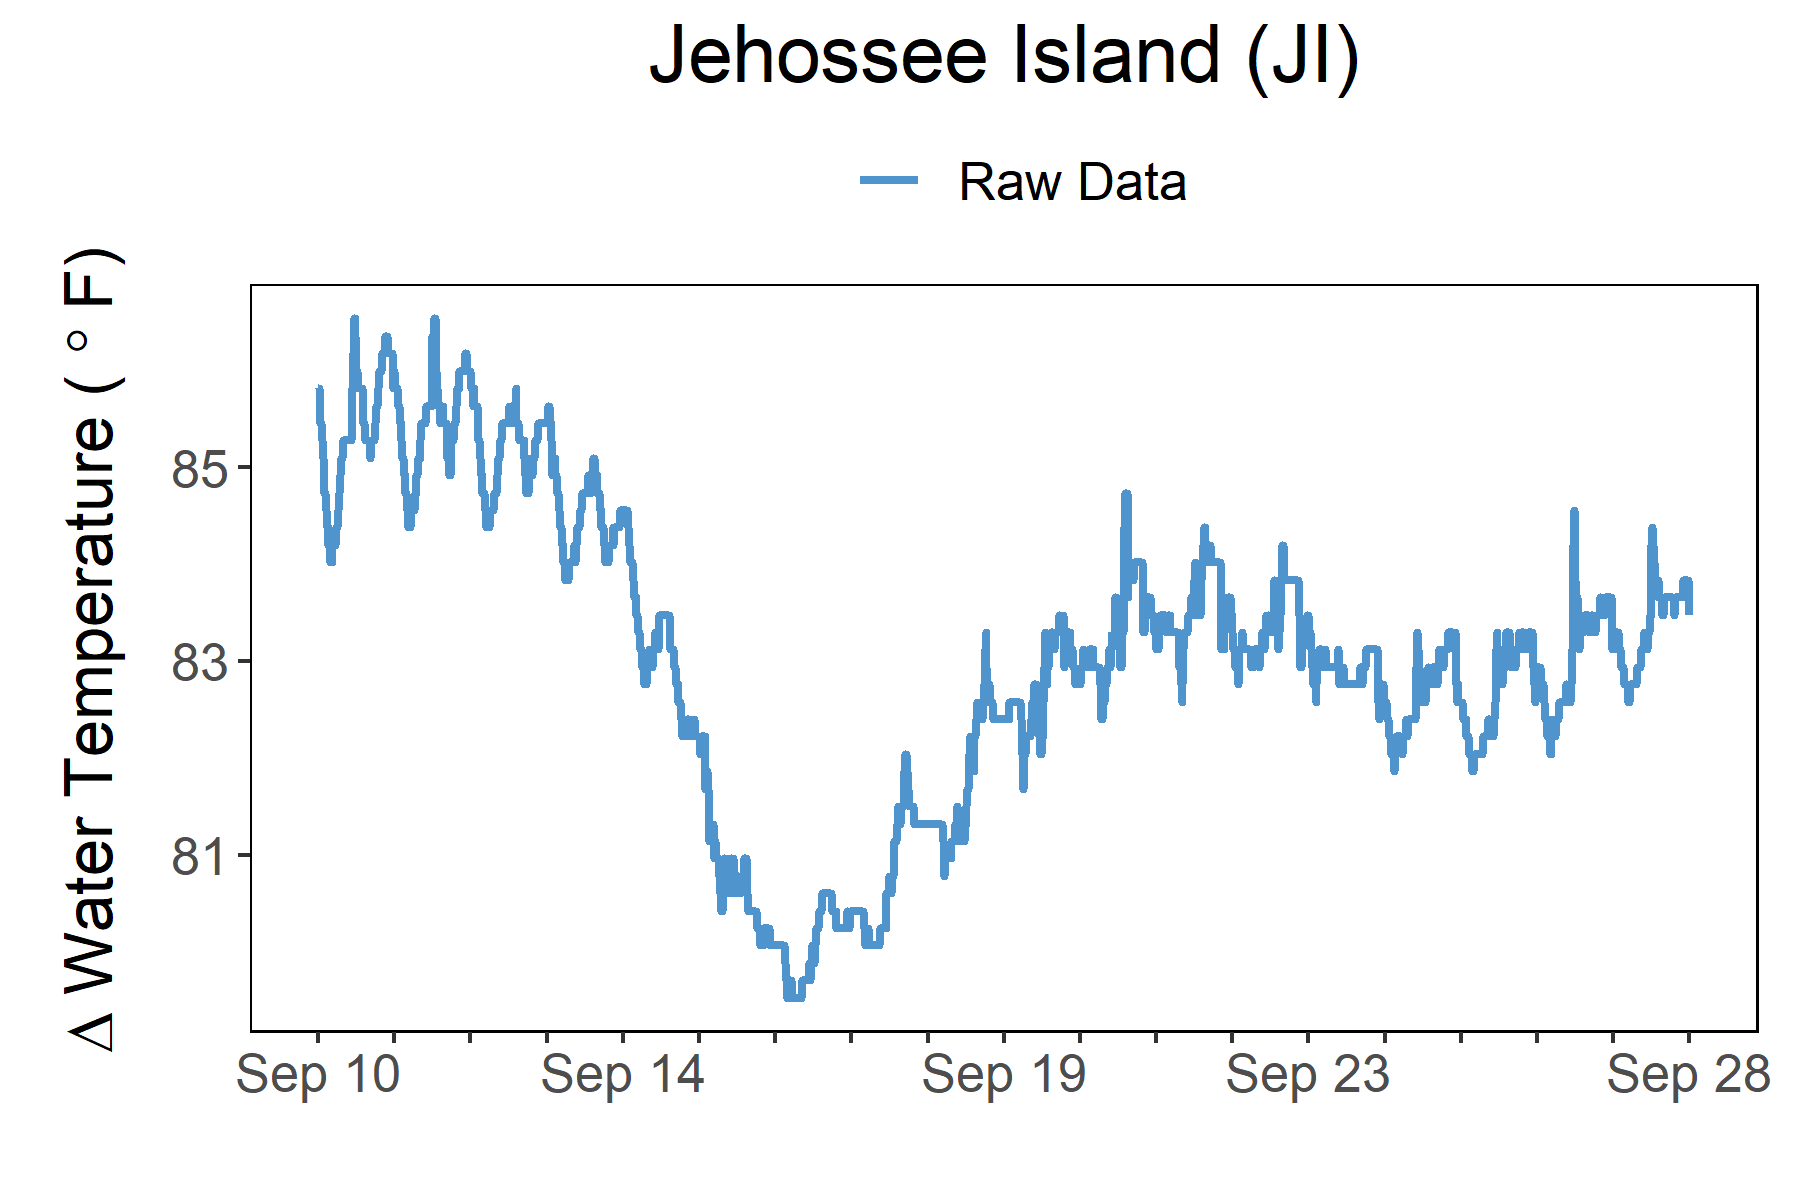 Jehossee Island (JI)
Raw Data
Δ Water Temperature ( ° F)
85
83
81
Sep 10
Sep 14
Sep 19
Sep 23
Sep 28